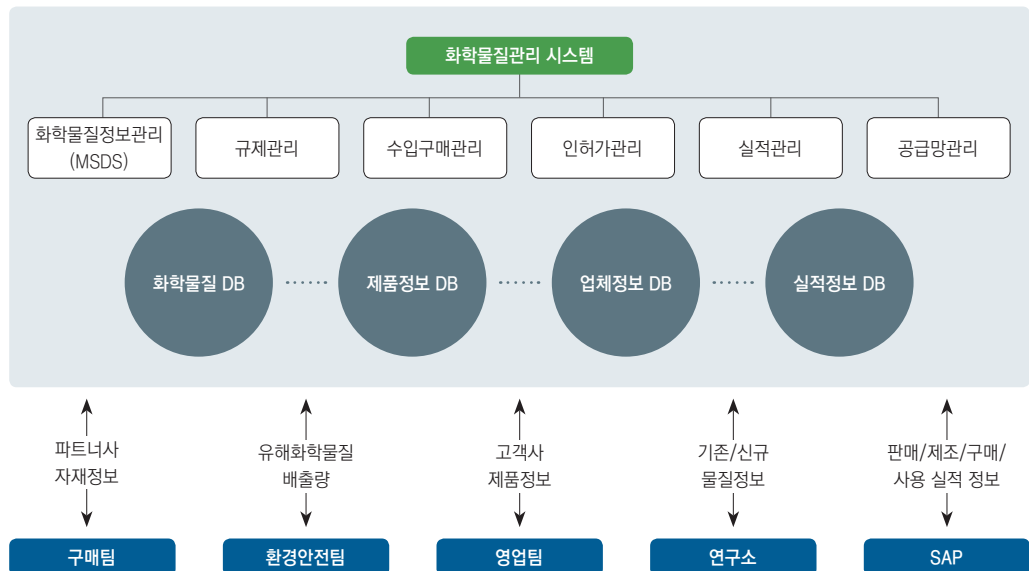 화학물질관리 시스템
화학물질정보관리
(MSDS)
규제관리
수입구매관리
인허가관리
실적관리
공급망관리
화학물질 DB
제품정보 DB
업체정보 DB
실적정보 DB
파트너사
자재정보
유해화학물질
배출량
고객사
제품정보
기존/신규
물질정보
판매/제조/구매/
사용 실적 정보
구매팀
환경안전팀
영업팀
연구소
SAP